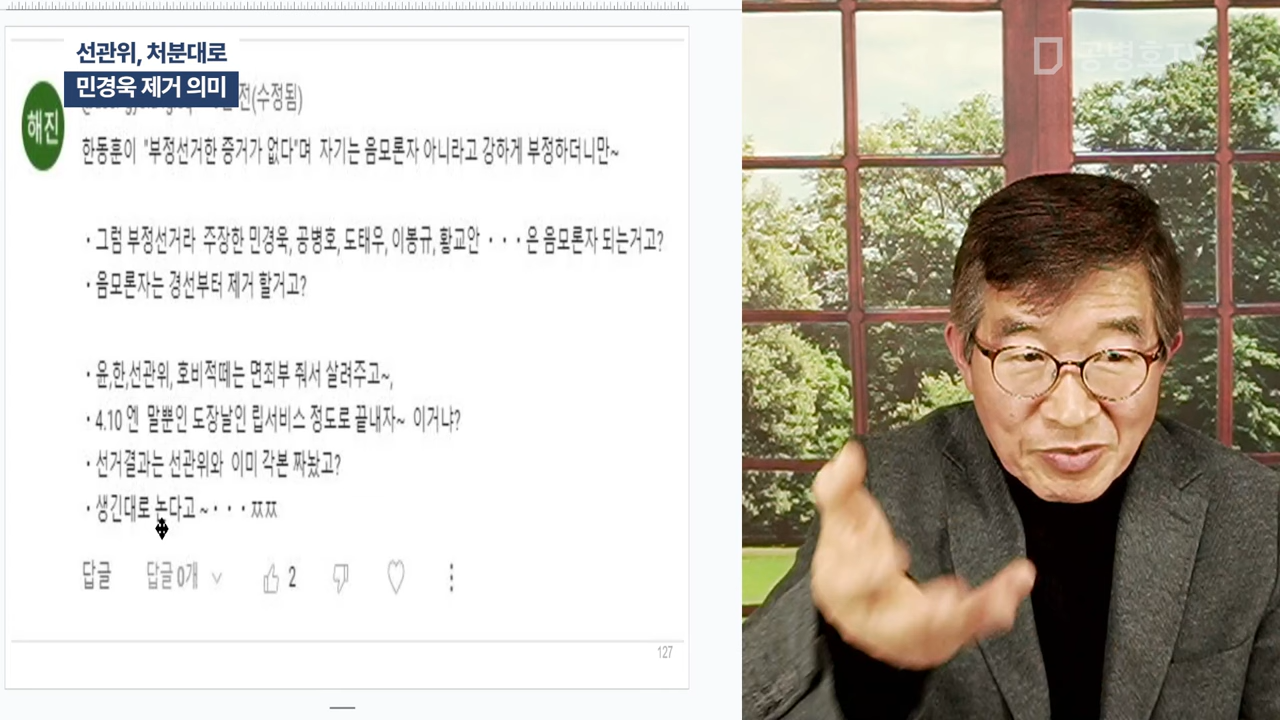 선관위, 처분대로
민경욱 제거 의미
전(수정됨)
해진
한동훈이 "부정선거한 증거가 없다"며 자기는 음모론자 아니라고 강하게 부정하더니만~
· 그럼 부정선거라 주장한 민경욱, 공병호, 도태우, 이봉규, 황교안 · · · 은 음모론자 되는거고?
· 음모론자는 경선부터 제거 할거고?
· 윤,한,선관위, 호비적떼는 면죄부 줘서 살려주고~,
· 4.10 엔 말뿐인 도장날인 립서비스 정도로 끝내자~ 이거냐?
· 선거결과는 선관위와 이미 각본 짜놨고?
· 생긴대로 논다고 ~ · · · ㅉㅉ
답글 답글 0개 2
127
공병호TV